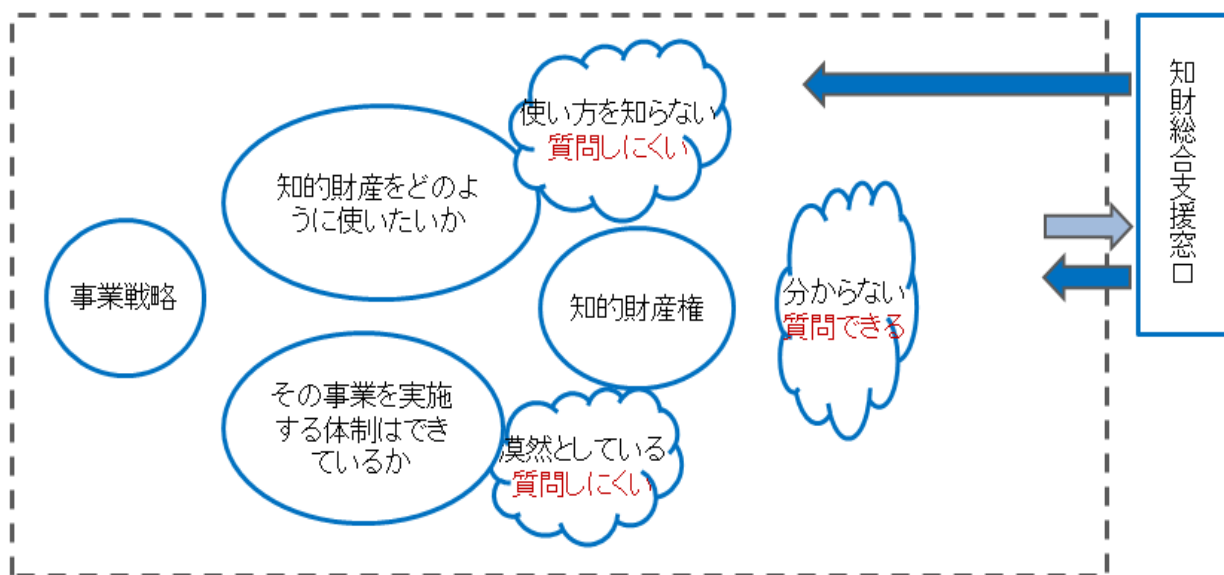 使い方を知らない
質問しにくい
知的財産をどのよ
うに使いたいか
事業戦略
知的財産権
分からない
質問できる
その事業を実施
する体制はでき
ているか
漠然としている
質問しにくい
知財総合支援窓口